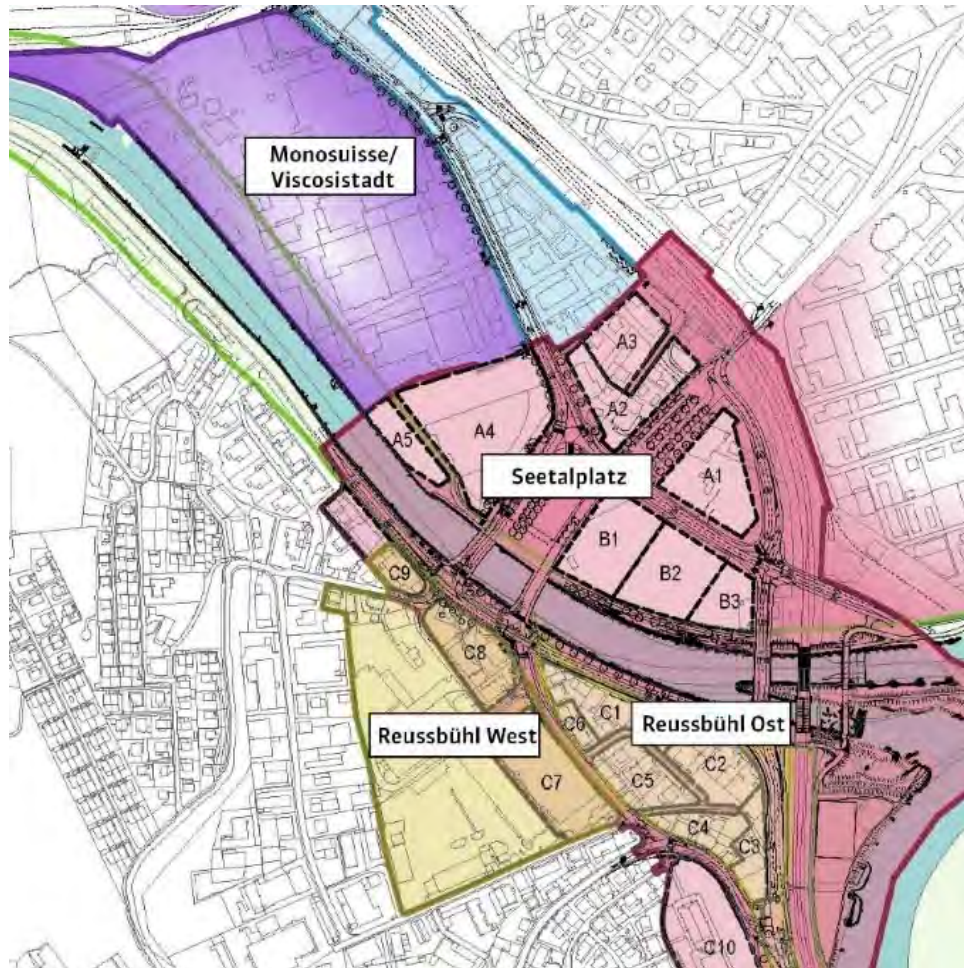 Monosuisse/
Viscosistadt
A3
A2
A5
A4
A1
Seetalplatz
B1
B2
B3
C9
C8
C6
C1
Reussbühl West
Reussbühl Ost
C2
C7
C5
C4
C3
C10